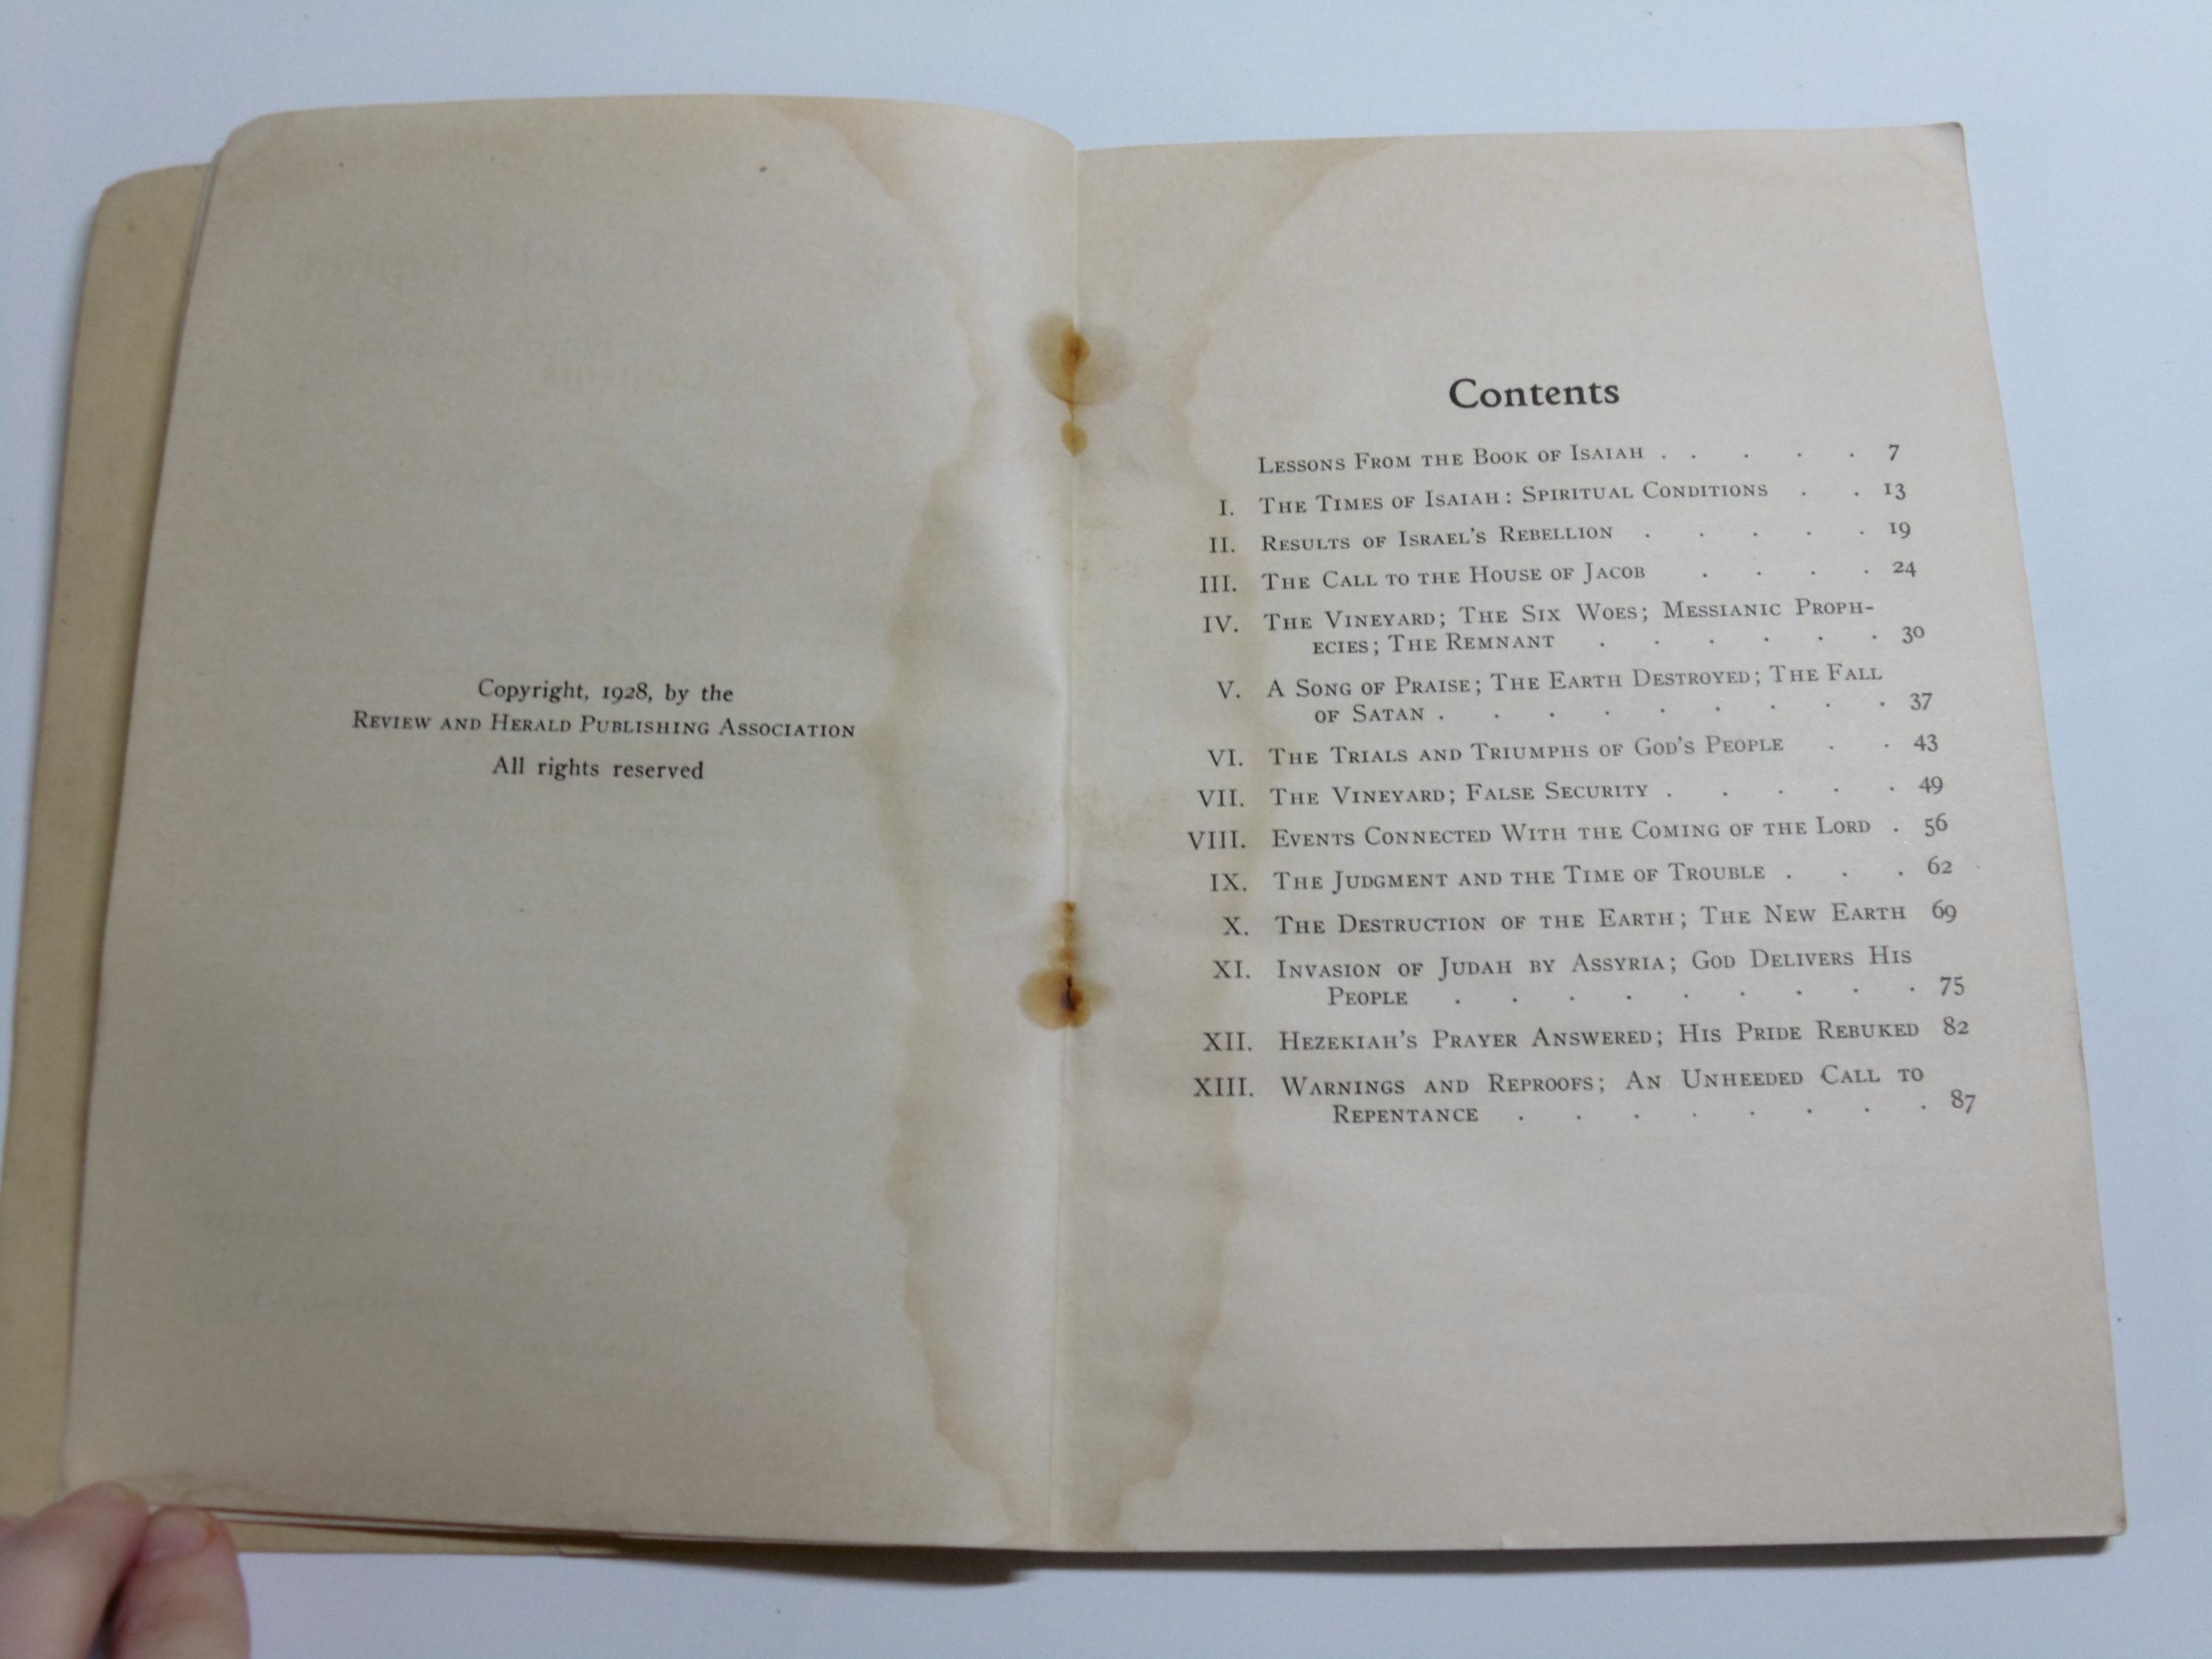 Copyright, 1928, by the
Review and Herald Publishing Association
All rights reserved
Contents
Lessons From the Book of Isaiah . . . . . 7
I. The Times of Isaiah: Spiritual Conditions . . 13
II. Results of Israel's Rebellion . . . . . 19
III. The Call to the House of Jacob . . . . 24
IV. The Vineyard; The Six Woes; Messianic Proph-
ecies; The Remnant . . . . . . 30
V. A Song of Praise; The Earth Destroyed; The Fall
of Satan . . . . . . . . . 37
VI. The Trials and Triumphs of God's People . . 43
VII. The Vineyard; False Security . . . . . 49
VIII. Events Connected With the Coming of the Lord . 56
IX. The Judgment and the Time of Trouble . . . 62
X. The Destruction of the Earth; The New Earth 69
XI. Invasion of Judah by Assyria; God Delivers His
People . . . . . . . . . 75
XII. Hezekiah's Prayer Answered; His Pride Rebuked 82
XIII. Warnings and Reproofs; An Unheeded Call to
Repentance . . . . . . . . 87